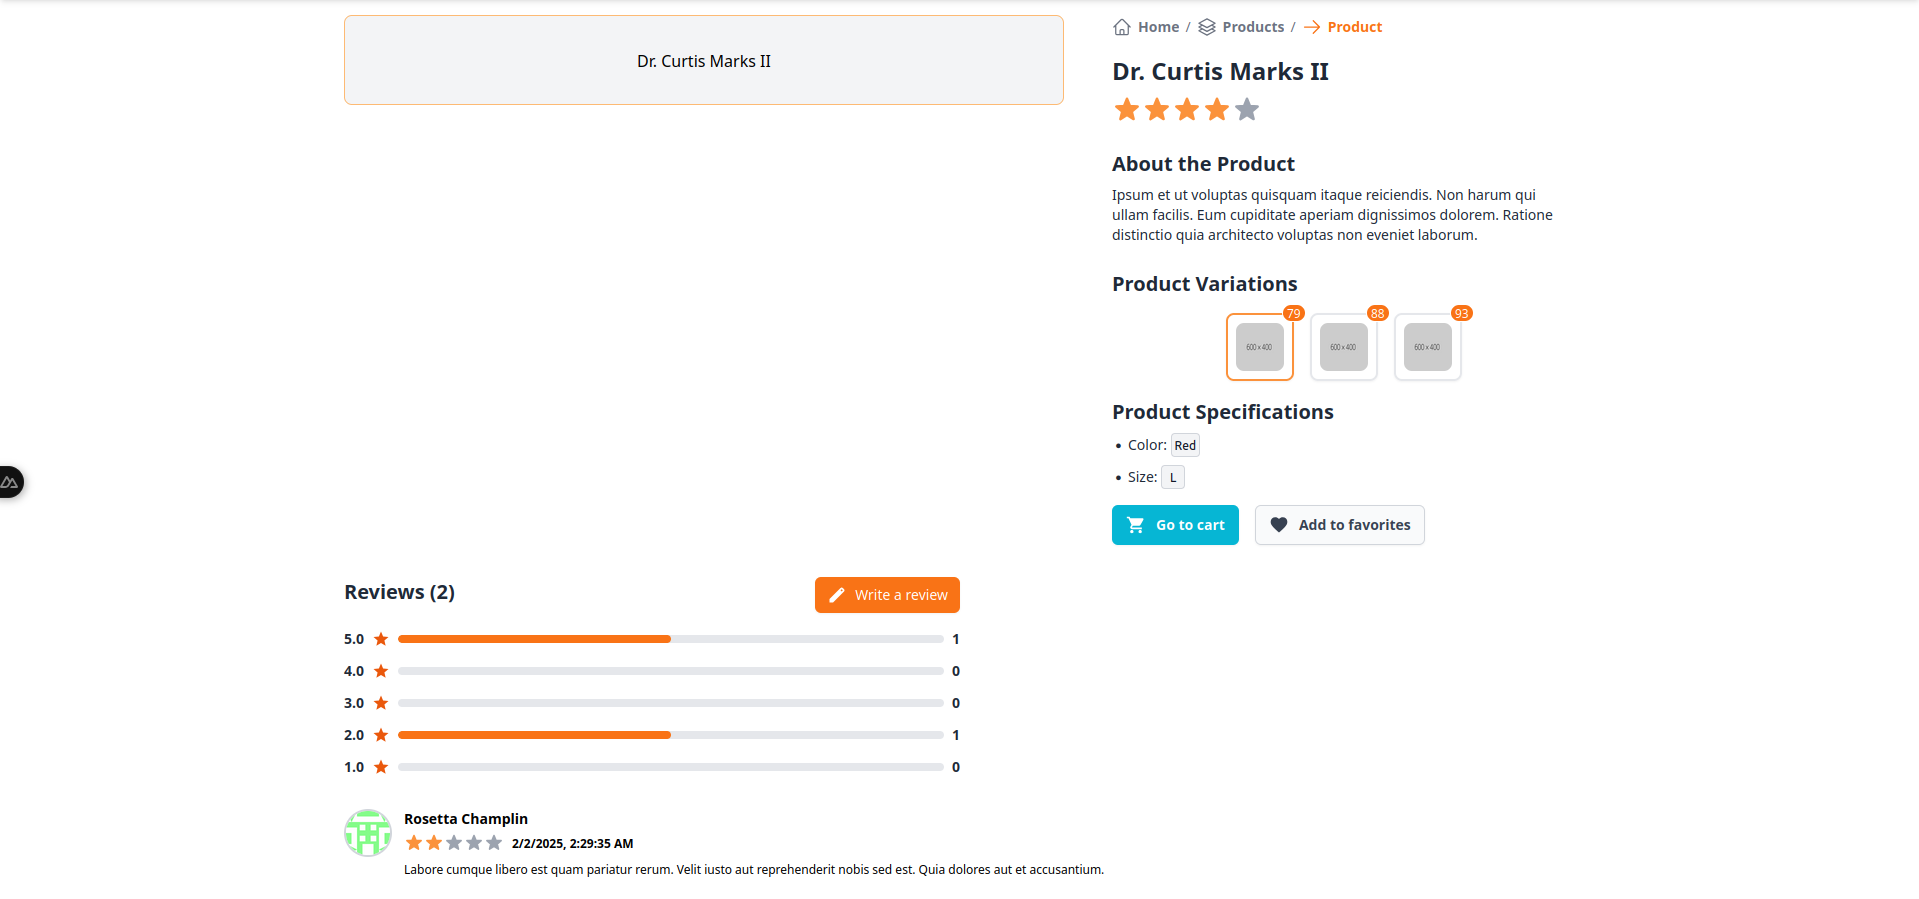 Dr. Curtis Marks II
Home / Products / Product
Dr. Curtis Marks II
About the Product
Ipsum et ut voluptas quisquam itaque reiciendis. Non harum qui
ullam facilis. Eum cupiditate aperiam dignissimos dolorem. Ratione
distinctio quia architecto voluptas non eveniet laborum.
Product Variations
79 88 93
600 x 400 600 x 400 600 x 400
Product Specifications
• Color: Red
• Size: L
Go to cart Add to favorites
Reviews (2) Write a review
5.0 1
4.0 0
3.0 0
2.0 1
1.0 0
Rosetta Champlin
2/2/2025, 2:29:35 AM
Labore cumque libero est quam pariatur rerum. Velit iusto aut reprehenderit nobis sed est. Quia dolores aut et accusantium.